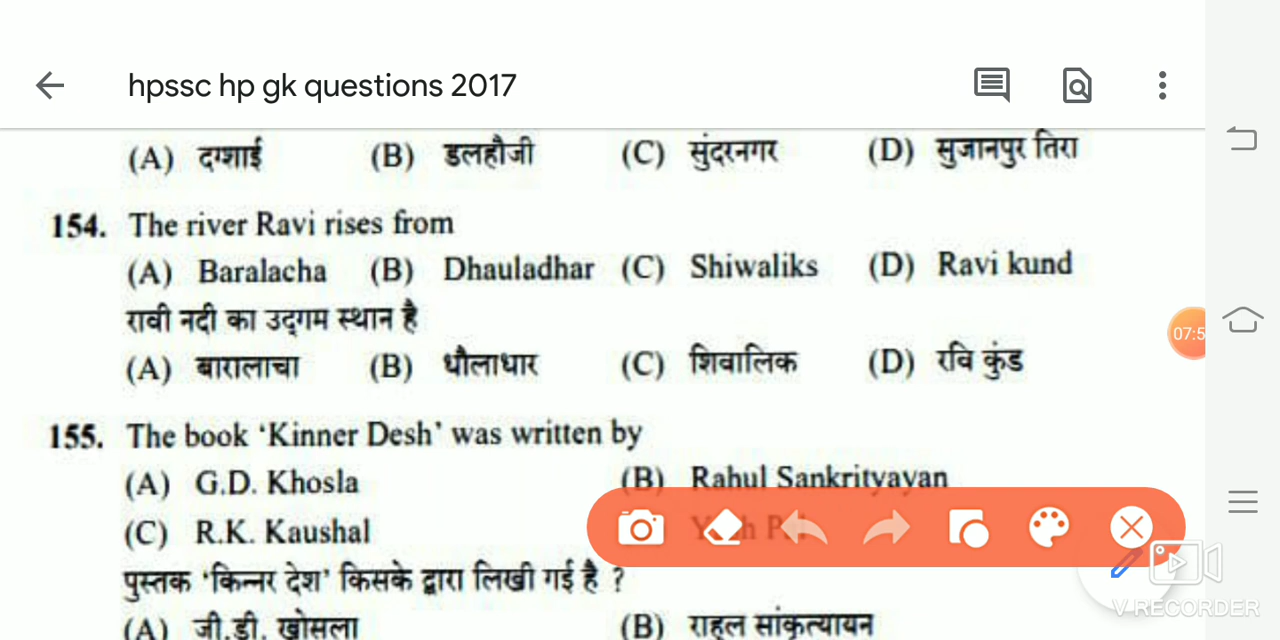 hpssc hp gk questions 2017
(A) दग्शाई (B) डलहौजी (C) सुंदरनगर (D) सुजानपुर तिरा
154. The river Ravi rises from
(A) Baralacha (B) Dhauladhar (C) Shiwaliks (D) Ravi kund
रावी नदी का उद्गम स्थान है
(A) बारालाचा (B) धौलाधार (C) शिवालिक (D) रवि कुंड
07:5
155. The book ‘Kinner Desh’ was written by
(A) G.D. Khosla (B) Rahul Sankrityayan
(C) R.K. Kaushal
पुस्तक ‘किन्नर देश’ किसके द्वारा लिखी गई है ?
(A) जी.डी. खोसला (B) राहुल सांकृत्यायन
V RECORDER